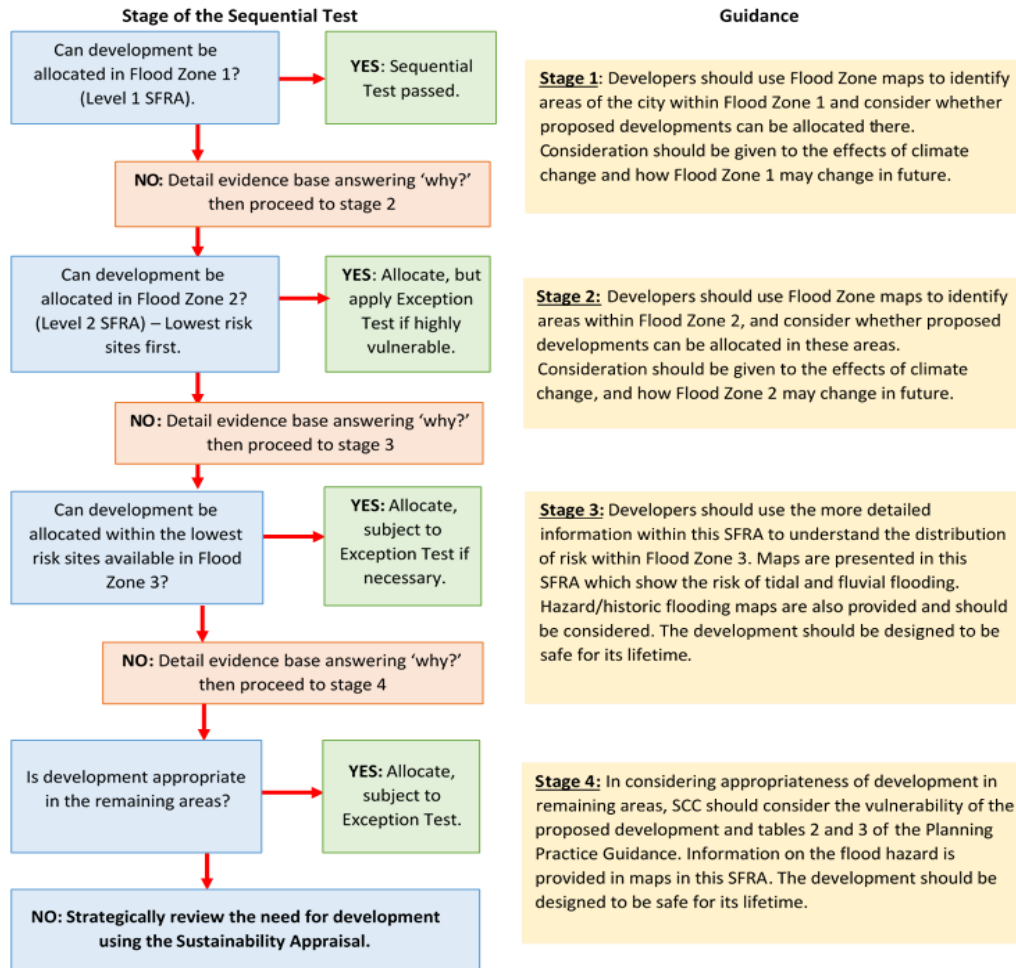 Stage of the Sequential Test
Guidance
Can development be
allocated in Flood Zone 1?
(Level 1 SFRA).
YES: Sequential
Test passed.
Stage 1: Developers should use Flood Zone maps to identify
areas of the city within Flood Zone 1 and consider whether
proposed developments can be allocated there.
Consideration should be given to the effects of climate
change and how Flood Zone 1 may change in future.
NO: Detail evidence base answering ‘why?’
then proceed to stage 2
Can development be
allocated in Flood Zone 2?
(Level 2 SFRA) – Lowest risk
sites first.
YES: Allocate, but
apply Exception
Test if highly
vulnerable.
Stage 2: Developers should use Flood Zone maps to identify
areas within Flood Zone 2, and consider whether proposed
developments can be allocated in these areas.
Consideration should be given to the effects of climate
change, and how Flood Zone 2 may change in future.
NO: Detail evidence base answering ‘why?’
then proceed to stage 3
Can development be
allocated within the lowest
risk sites available in Flood
Zone 3?
YES: Allocate,
subject to
Exception Test if
necessary.
Stage 3: Developers should use the more detailed
information within this SFRA to understand the distribution
of risk within Flood Zone 3. Maps are presented in this
SFRA which show the risk of tidal and fluvial flooding.
Hazard/historic flooding maps are also provided and should
be considered. The development should be designed to be
safe for its lifetime.
NO: Detail evidence base answering ‘why?’
then proceed to stage 4
Is development appropriate
in the remaining areas?
YES: Allocate,
subject to
Exception Test.
Stage 4: In considering appropriateness of development in
remaining areas, SCC should consider the vulnerability of the
proposed development and tables 2 and 3 of the Planning
Practice Guidance. Information on the flood hazard is
provided in maps in this SFRA. The development should be
designed to be safe for its lifetime.
NO: Strategically review the need for development
using the Sustainability Appraisal.